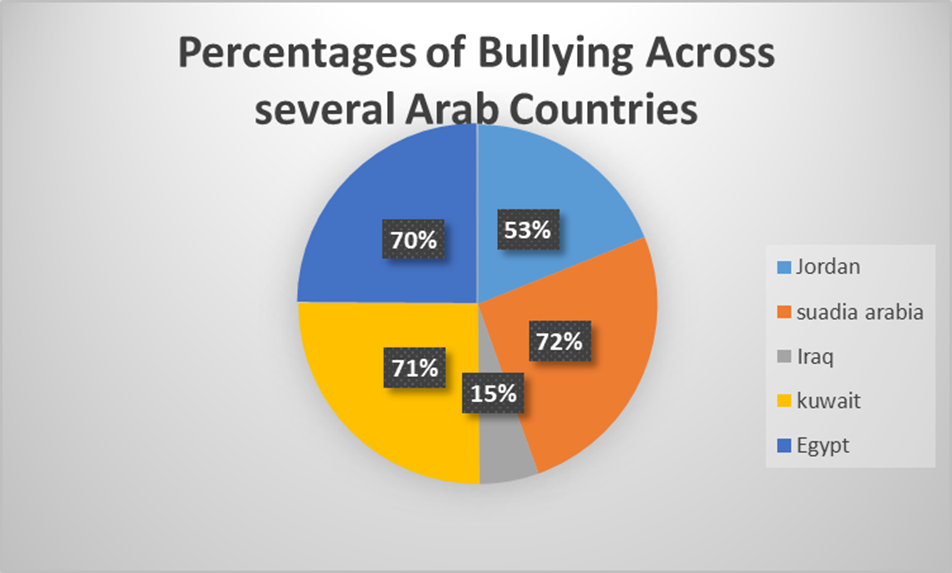 Percentages of Bullying Across
several Arab Countries
70%
53%
72%
71%
15%
Jordan
suadia arabia
Iraq
kuwait
Egypt